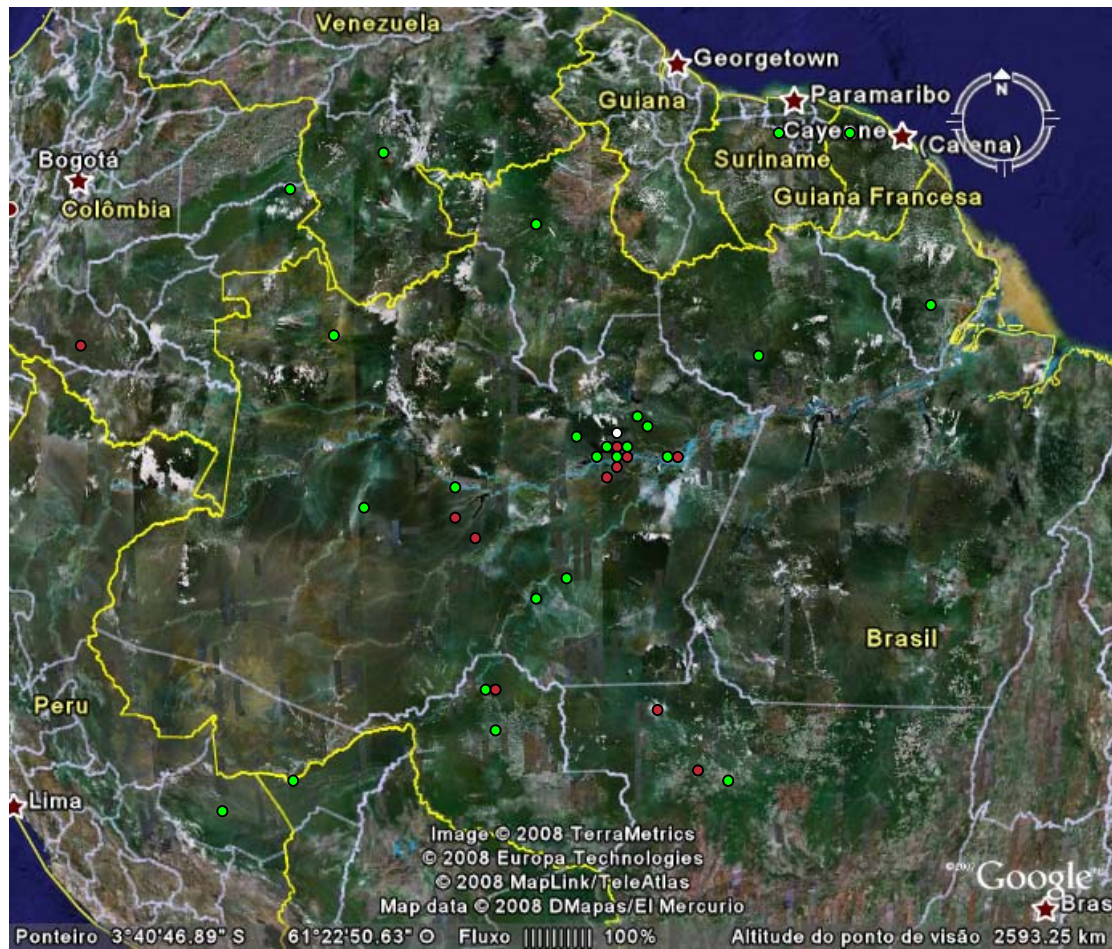 Venezuela
Georgetown
Guiana
Paramaribo
N
Cayenne
(Caiena)
Bogotá
Suriname
Colômbia
Guiana Francesa
Brasil
Peru
Lima
Image © 2008 TerraMetrics
© 2008 Europa Technologies
© 2008 MapLink/TeleAtlas
Map data © 2008 DMapas/El Mercurio
©2007 Google
Bras
Ponteiro 3°40'46.89" S 61°22'50.63" O Fluxo |||||||||| 100% Altitude do ponto de visão 2593.25 km